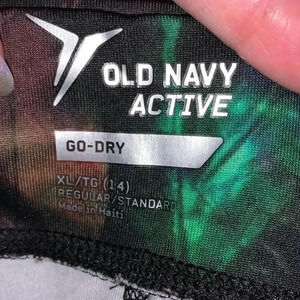 OLD NAVY
ACTIVE
GO-DRY
XL/TG (14)
REGULAR/STANDARD
Made in Haiti